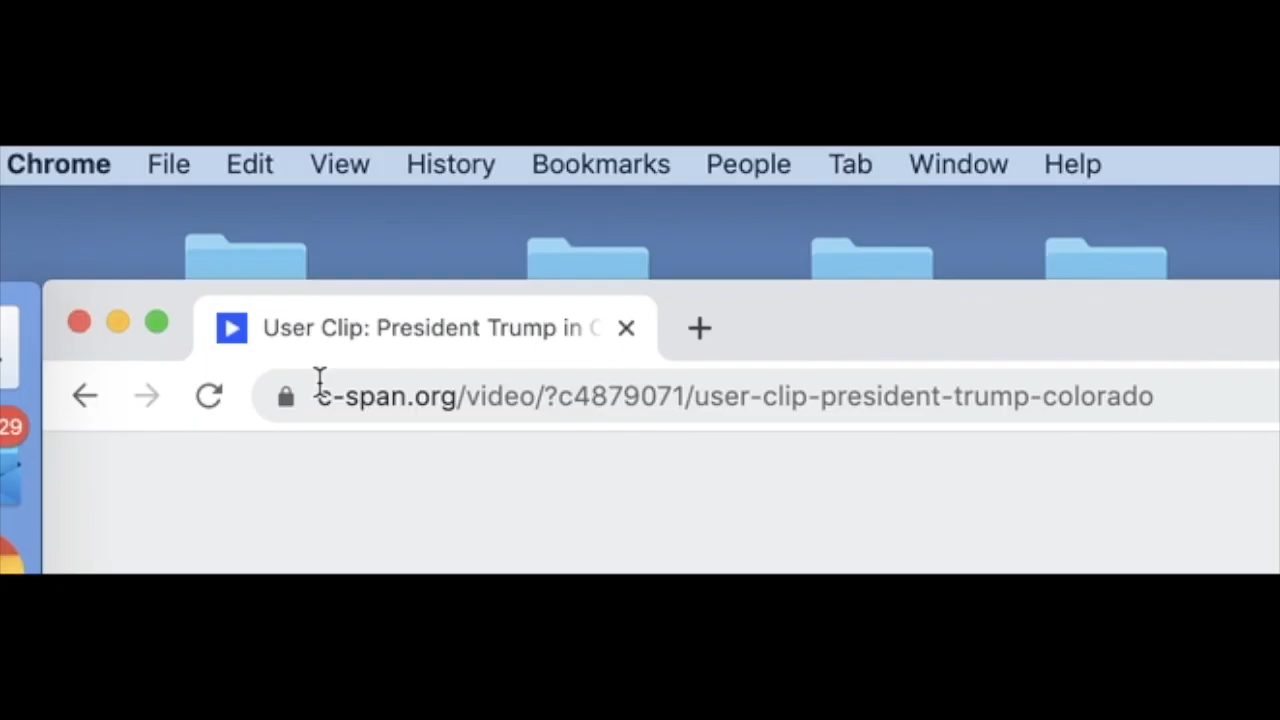 Chrome File Edit View History Bookmarks People Tab Window Help
User Clip: President Trump in
c-span.org/video/?c4879071/user-clip-president-trump-colorado
29